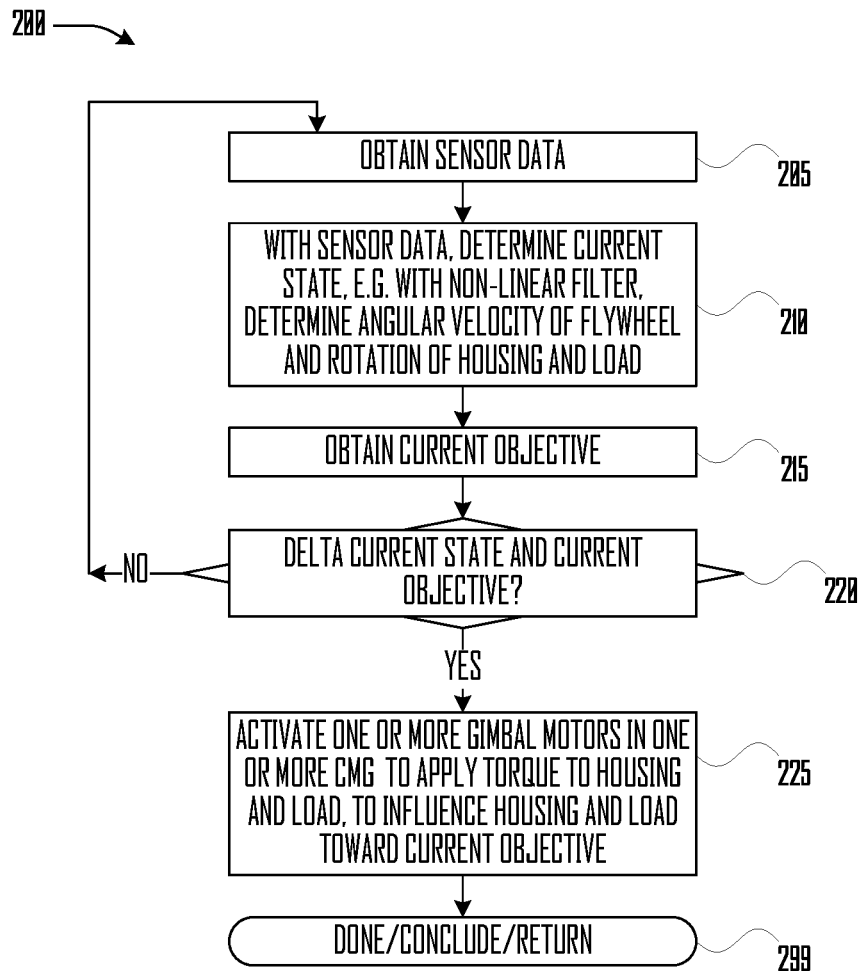 200
OBTAIN SENSOR DATA
205
WITH SENSOR DATA, DETERMINE CURRENT
STATE, E.G. WITH NON-LINEAR FILTER,
DETERMINE ANGULAR VELOCITY OF FLYWHEEL
AND ROTATION OF HOUSING AND LOAD
210
OBTAIN CURRENT OBJECTIVE
215
DELTA CURRENT STATE AND CURRENT
OBJECTIVE?
220
NO
YES
ACTIVATE ONE OR MORE GIMBAL MOTORS IN ONE
OR MORE CMG TO APPLY TORQUE TO HOUSING
AND LOAD, TO INFLUENCE HOUSING AND LOAD
TOWARD CURRENT OBJECTIVE
225
DONE/CONCLUDE/RETURN
299